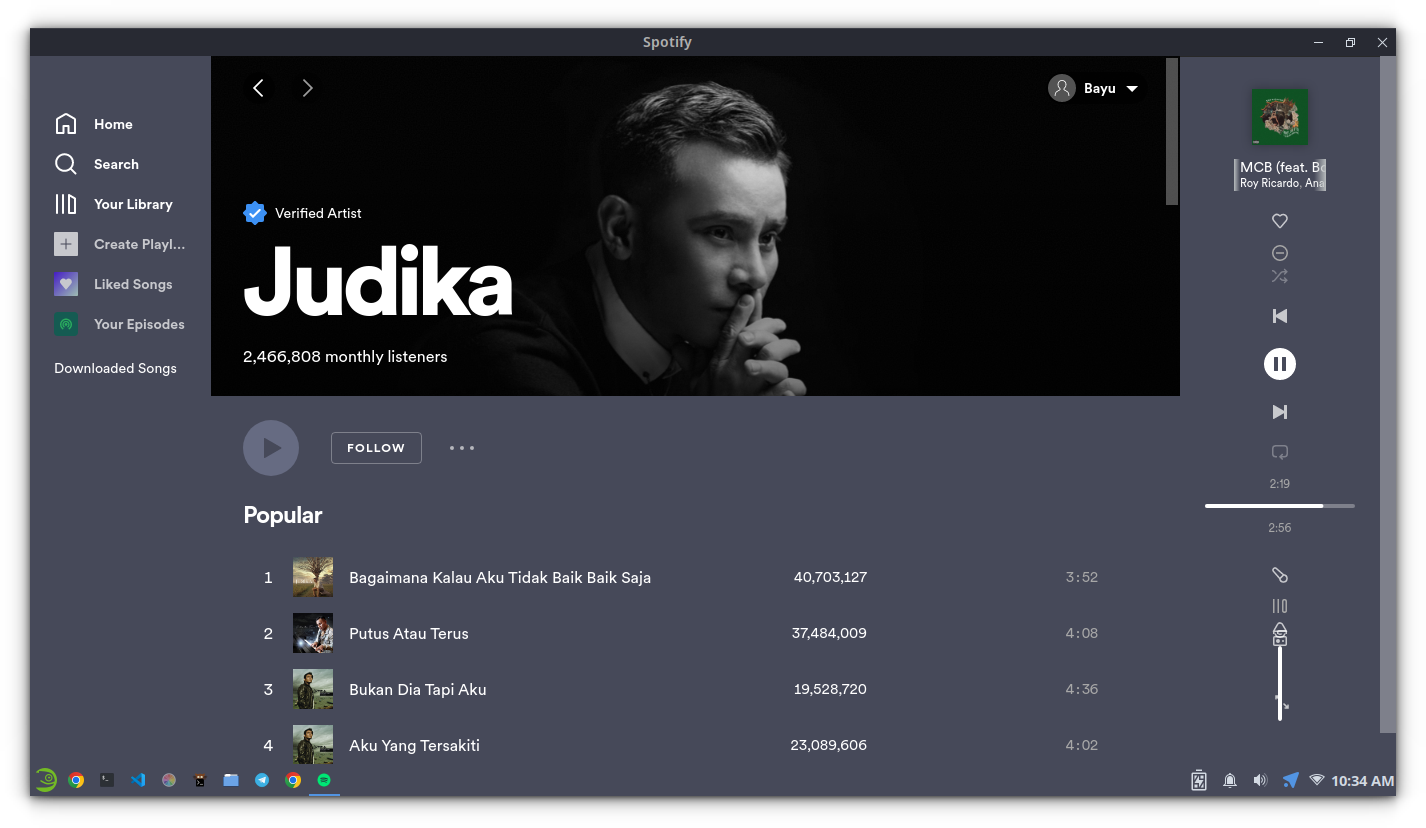 Spotify
Home
Search
Your Library
Create Playl...
Liked Songs
Your Episodes
Downloaded Songs
Bayu
Verified Artist
Judika
2,466,808 monthly listeners
FOLLOW
Popular
1 Bagaimana Kalau Aku Tidak Baik Baik Saja 40,703,127 3:52
2 Putus Atau Terus 37,484,009 4:08
3 Bukan Dia Tapi Aku 19,528,720 4:36
4 Aku Yang Tersakiti 23,089,606 4:02
MCB (feat. Bo
Roy Ricardo, Ana
2:19
2:56
10:34 AM